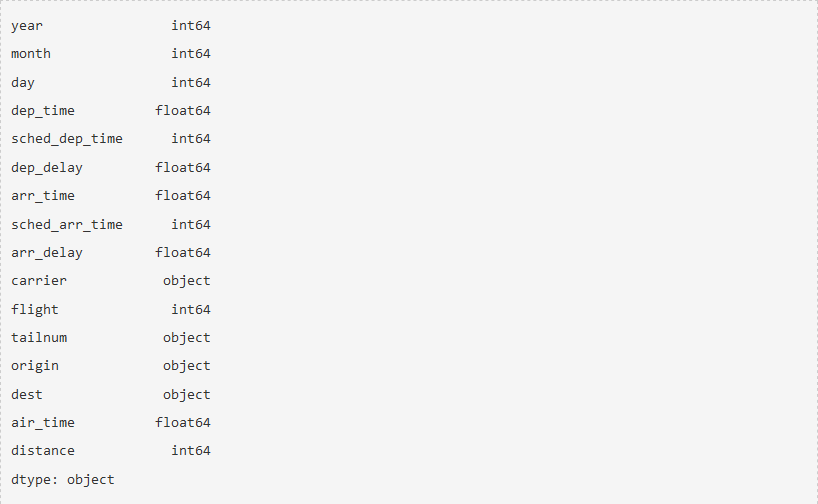 year                int64
month               int64
day                 int64
dep_time          float64
sched_dep_time      int64
dep_delay         float64
arr_time          float64
sched_arr_time      int64
arr_delay         float64
carrier            object
flight              int64
tailnum            object
origin             object
dest               object
air_time          float64
distance            int64
dtype: object